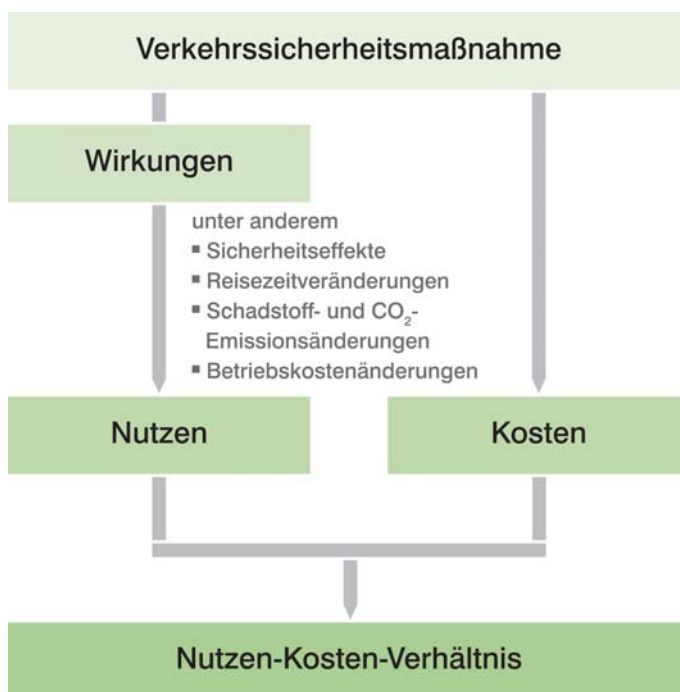 Verkehrssicherheitsmaßnahme
Wirkungen
unter anderem
▪ Sicherheitseffekte
▪ Reisezeitveränderungen
▪ Schadstoff- und CO₂-
Emissionsänderungen
▪ Betriebskostenänderungen
Nutzen
Kosten
Nutzen-Kosten-Verhältnis